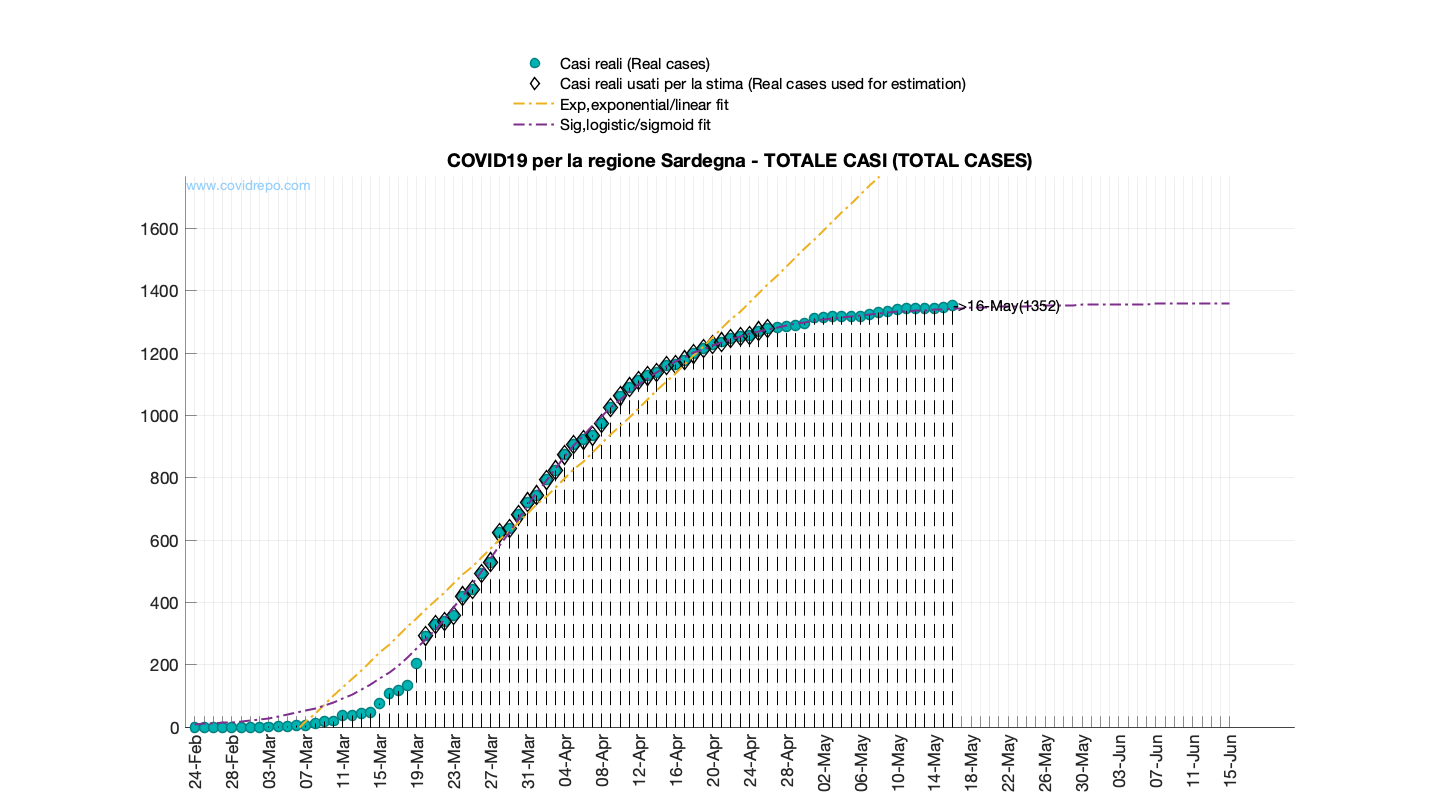 Casi reali (Real cases)
Casi reali usati per la stima (Real cases used for estimation)
Exp,exponential/linear fit
Sig,logistic/sigmoid fit
COVID19 per la regione Sardegna - TOTALE CASI (TOTAL CASES)
www.covidrepo.com
1600
1400
->16-May(1352)
1200
1000
800
600
400
200
0
24-Feb
28-Feb
03-Mar
07-Mar
11-Mar
15-Mar
19-Mar
23-Mar
27-Mar
31-Mar
04-Apr
08-Apr
12-Apr
16-Apr
20-Apr
24-Apr
28-Apr
02-May
06-May
10-May
14-May
18-May
22-May
26-May
30-May
03-Jun
07-Jun
11-Jun
15-Jun